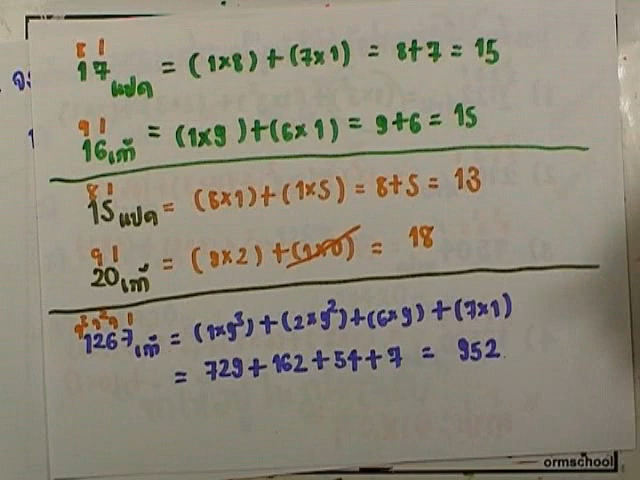 8 1
17แปด = (1×8) + (7×1) = 8+7 = 15
9 1
16เก้า = (1×9) + (6×1) = 9+6 = 15
8 1
15แปด = (8×1) + (1×5) = 8+5 = 13
9 1
20เก้า = (9×2) + (1×0) = 18
9³ 9² 9 1
1267เก้า = (1×9³) + (2×9²) + (6×9) + (7×1)
= 729 + 162 + 54 + 7 = 952
ormschool